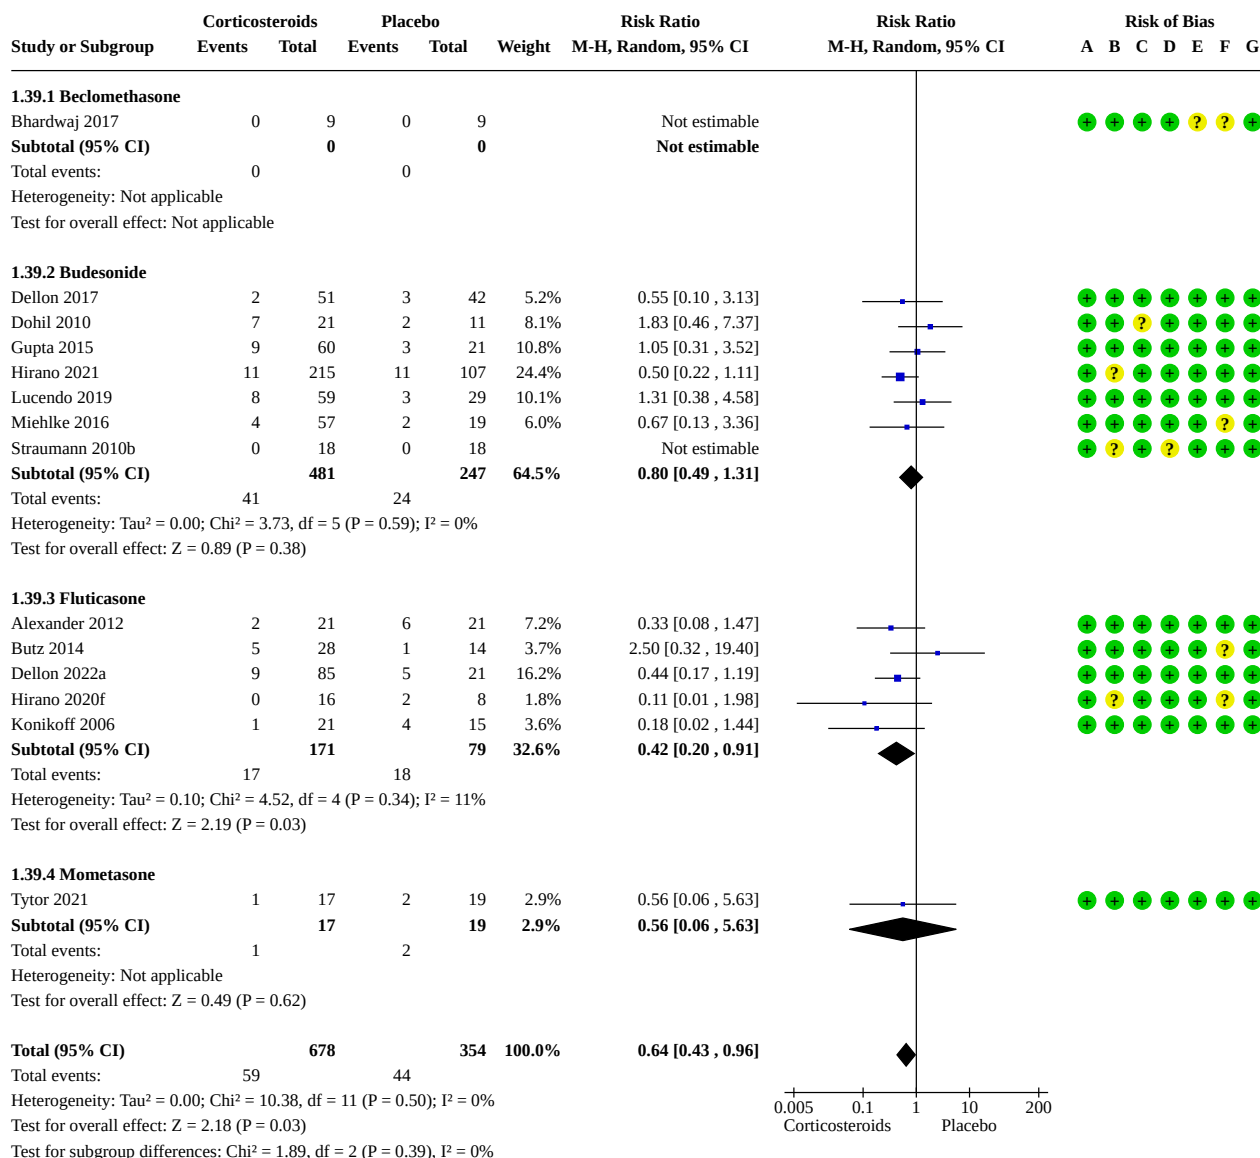 Corticosteroids Placebo Risk Ratio Risk Ratio Risk of Bias
Study or Subgroup Events Total Events Total Weight M-H, Random, 95% CI M-H, Random, 95% CI A B C D E F G
1.39.1 Beclomethasone
Bhardwaj 2017 0 9 0 9 Not estimable + + + + ? ? +
Subtotal (95% CI) 0 0 Not estimable
Total events: 0 0
Heterogeneity: Not applicable
Test for overall effect: Not applicable
1.39.2 Budesonide
Dellon 2017 2 51 3 42 5.2% 0.55 [0.10 , 3.13] + + + + + + +
Dohil 2010 7 21 2 11 8.1% 1.83 [0.46 , 7.37] + + ? + + + +
Gupta 2015 9 60 3 21 10.8% 1.05 [0.31 , 3.52] + + + + + + +
Hirano 2021 11 215 11 107 24.4% 0.50 [0.22 , 1.11] + ? + + + + +
Lucendo 2019 8 59 3 29 10.1% 1.31 [0.38 , 4.58] + + + + + + +
Miehlke 2016 4 57 2 19 6.0% 0.67 [0.13 , 3.36] + + + + + ? +
Straumann 2010b 0 18 0 18 Not estimable + ? + ? + + +
Subtotal (95% CI) 481 247 64.5% 0.80 [0.49 , 1.31]
Total events: 41 24
Heterogeneity: Tau² = 0.00; Chi² = 3.73, df = 5 (P = 0.59); I² = 0%
Test for overall effect: Z = 0.89 (P = 0.38)
1.39.3 Fluticasone
Alexander 2012 2 21 6 21 7.2% 0.33 [0.08 , 1.47] + + + + + + +
Butz 2014 5 28 1 14 3.7% 2.50 [0.32 , 19.40] + + + + + ? +
Dellon 2022a 9 85 5 21 16.2% 0.44 [0.17 , 1.19] + + + + + + +
Hirano 2020f 0 16 2 8 1.8% 0.11 [0.01 , 1.98] + ? + + + ? +
Konikoff 2006 1 21 4 15 3.6% 0.18 [0.02 , 1.44] + + + + + + +
Subtotal (95% CI) 171 79 32.6% 0.42 [0.20 , 0.91]
Total events: 17 18
Heterogeneity: Tau² = 0.10; Chi² = 4.52, df = 4 (P = 0.34); I² = 11%
Test for overall effect: Z = 2.19 (P = 0.03)
1.39.4 Mometasone
Tytor 2021 1 17 2 19 2.9% 0.56 [0.06 , 5.63] + + + + + + +
Subtotal (95% CI) 17 19 2.9% 0.56 [0.06 , 5.63]
Total events: 1 2
Heterogeneity: Not applicable
Test for overall effect: Z = 0.49 (P = 0.62)
Total (95% CI) 678 354 100.0% 0.64 [0.43 , 0.96]
Total events: 59 44
Heterogeneity: Tau² = 0.00; Chi² = 10.38, df = 11 (P = 0.50); I² = 0%
0.005 0.1 1 10 200
Test for overall effect: Z = 2.18 (P = 0.03) Corticosteroids Placebo
Test for subgroup differences: Chi² = 1.89, df = 2 (P = 0.39), I² = 0%